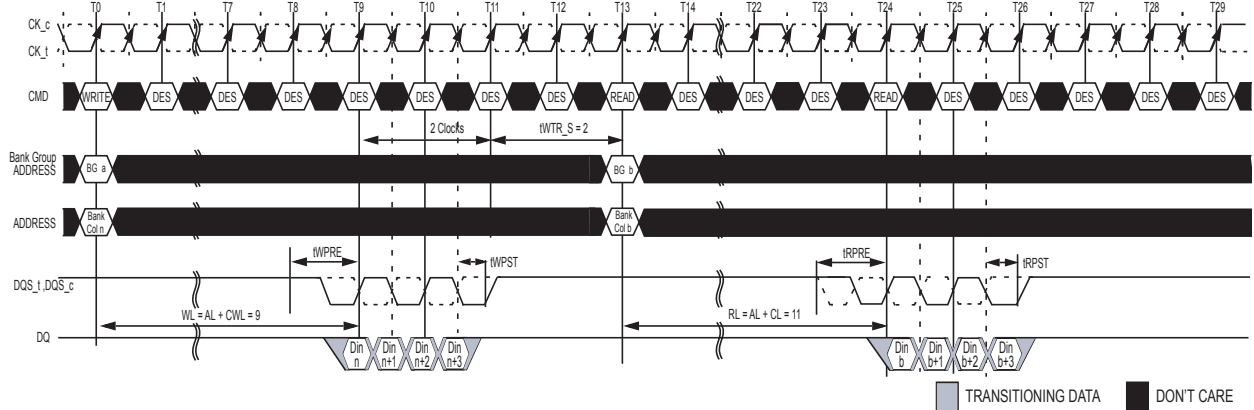 T0 T1 T7 T8 T9 T10 T11 T12 T13 T14 T22 T23 T24 T25 T26 T27 T28 T29
CK_c
CK_t
CMD WRITE DES DES DES DES DES DES DES READ DES DES DES READ DES DES DES DES DES
2 Clocks tWTR_S = 2
Bank Group
ADDRESS
BG a BG b
ADDRESS
Bank
Col n
Bank
Col b
tWPRE tWPST tRPRE tRPST
DQS_t ,DQS_c
WL = AL + CWL = 9 RL = AL + CL = 11
DQ
Din
n
Din
n+1
Din
n+2
Din
n+3
Din
b
Din
b+1
Din
b+2
Din
b+3
TRANSITIONING DATA DON'T CARE